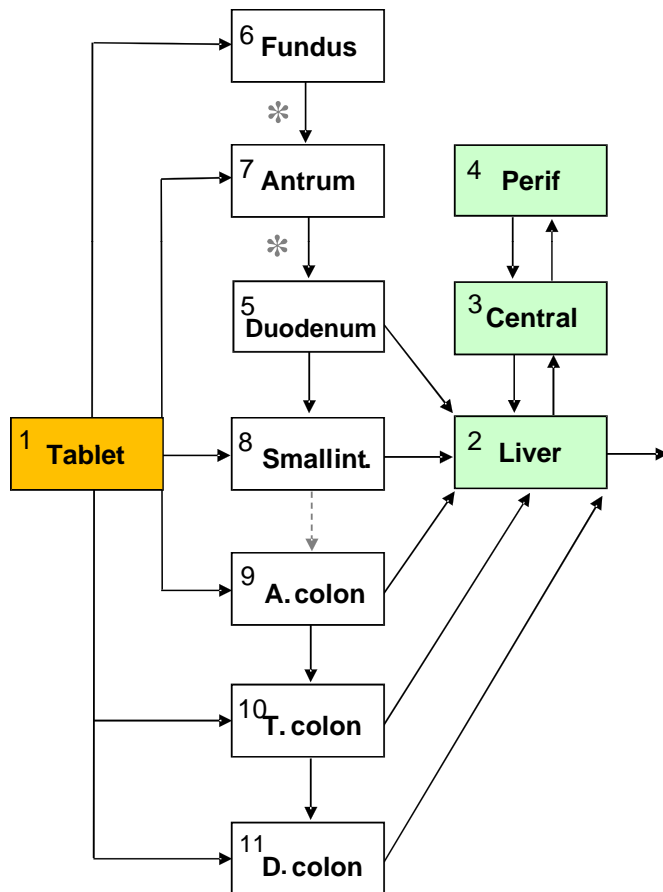 6 Fundus
*
7 Antrum
4 Perif
*
5 Duodenum
3 Central
1 Tablet
8 Smallint.
2 Liver
9 A.colon
10 T.colon
11 D.colon